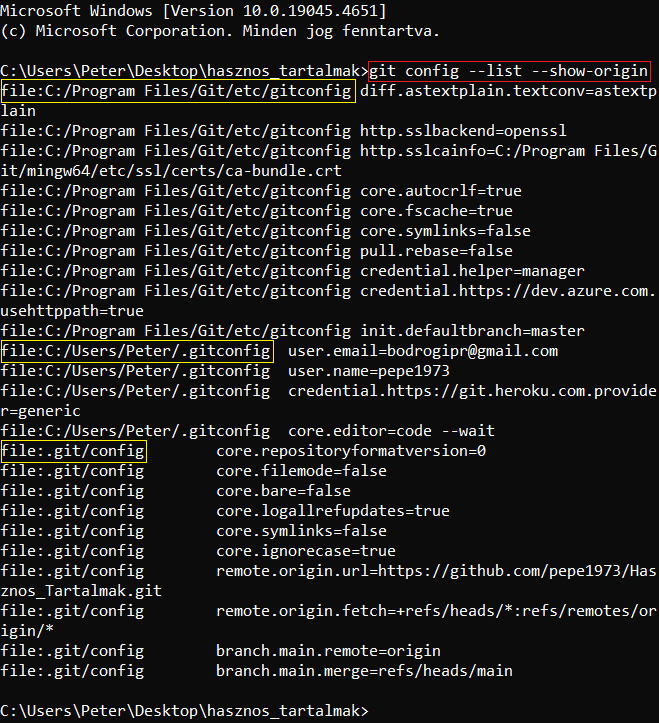 Microsoft Windows [Version 10.0.19045.4651]
(c) Microsoft Corporation. Minden jog fenntartva.

C:\Users\Peter\Desktop\hasznos_tartalmak>git config --list --show-origin
file:C:/Program Files/Git/etc/gitconfig diff.astextplain.textconv=astextp
lain
file:C:/Program Files/Git/etc/gitconfig http.sslbackend=openssl
file:C:/Program Files/Git/etc/gitconfig http.sslcainfo=C:/Program Files/G
it/mingw64/etc/ssl/certs/ca-bundle.crt
file:C:/Program Files/Git/etc/gitconfig core.autocrlf=true
file:C:/Program Files/Git/etc/gitconfig core.fscache=true
file:C:/Program Files/Git/etc/gitconfig core.symlinks=false
file:C:/Program Files/Git/etc/gitconfig pull.rebase=false
file:C:/Program Files/Git/etc/gitconfig credential.helper=manager
file:C:/Program Files/Git/etc/gitconfig credential.https://dev.azure.com.
usehttppath=true
file:C:/Program Files/Git/etc/gitconfig init.defaultbranch=master
file:C:/Users/Peter/.gitconfig  user.email=bodrogipr@gmail.com
file:C:/Users/Peter/.gitconfig  user.name=pepe1973
file:C:/Users/Peter/.gitconfig  credential.https://git.heroku.com.provide
r=generic
file:C:/Users/Peter/.gitconfig  core.editor=code --wait
file:.git/config        core.repositoryformatversion=0
file:.git/config        core.filemode=false
file:.git/config        core.bare=false
file:.git/config        core.logallrefupdates=true
file:.git/config        core.symlinks=false
file:.git/config        core.ignorecase=true
file:.git/config        remote.origin.url=https://github.com/pepe1973/Has
znos_Tartalmak.git
file:.git/config        remote.origin.fetch=+refs/heads/*:refs/remotes/or
igin/*
file:.git/config        branch.main.remote=origin
file:.git/config        branch.main.merge=refs/heads/main

C:\Users\Peter\Desktop\hasznos_tartalmak>